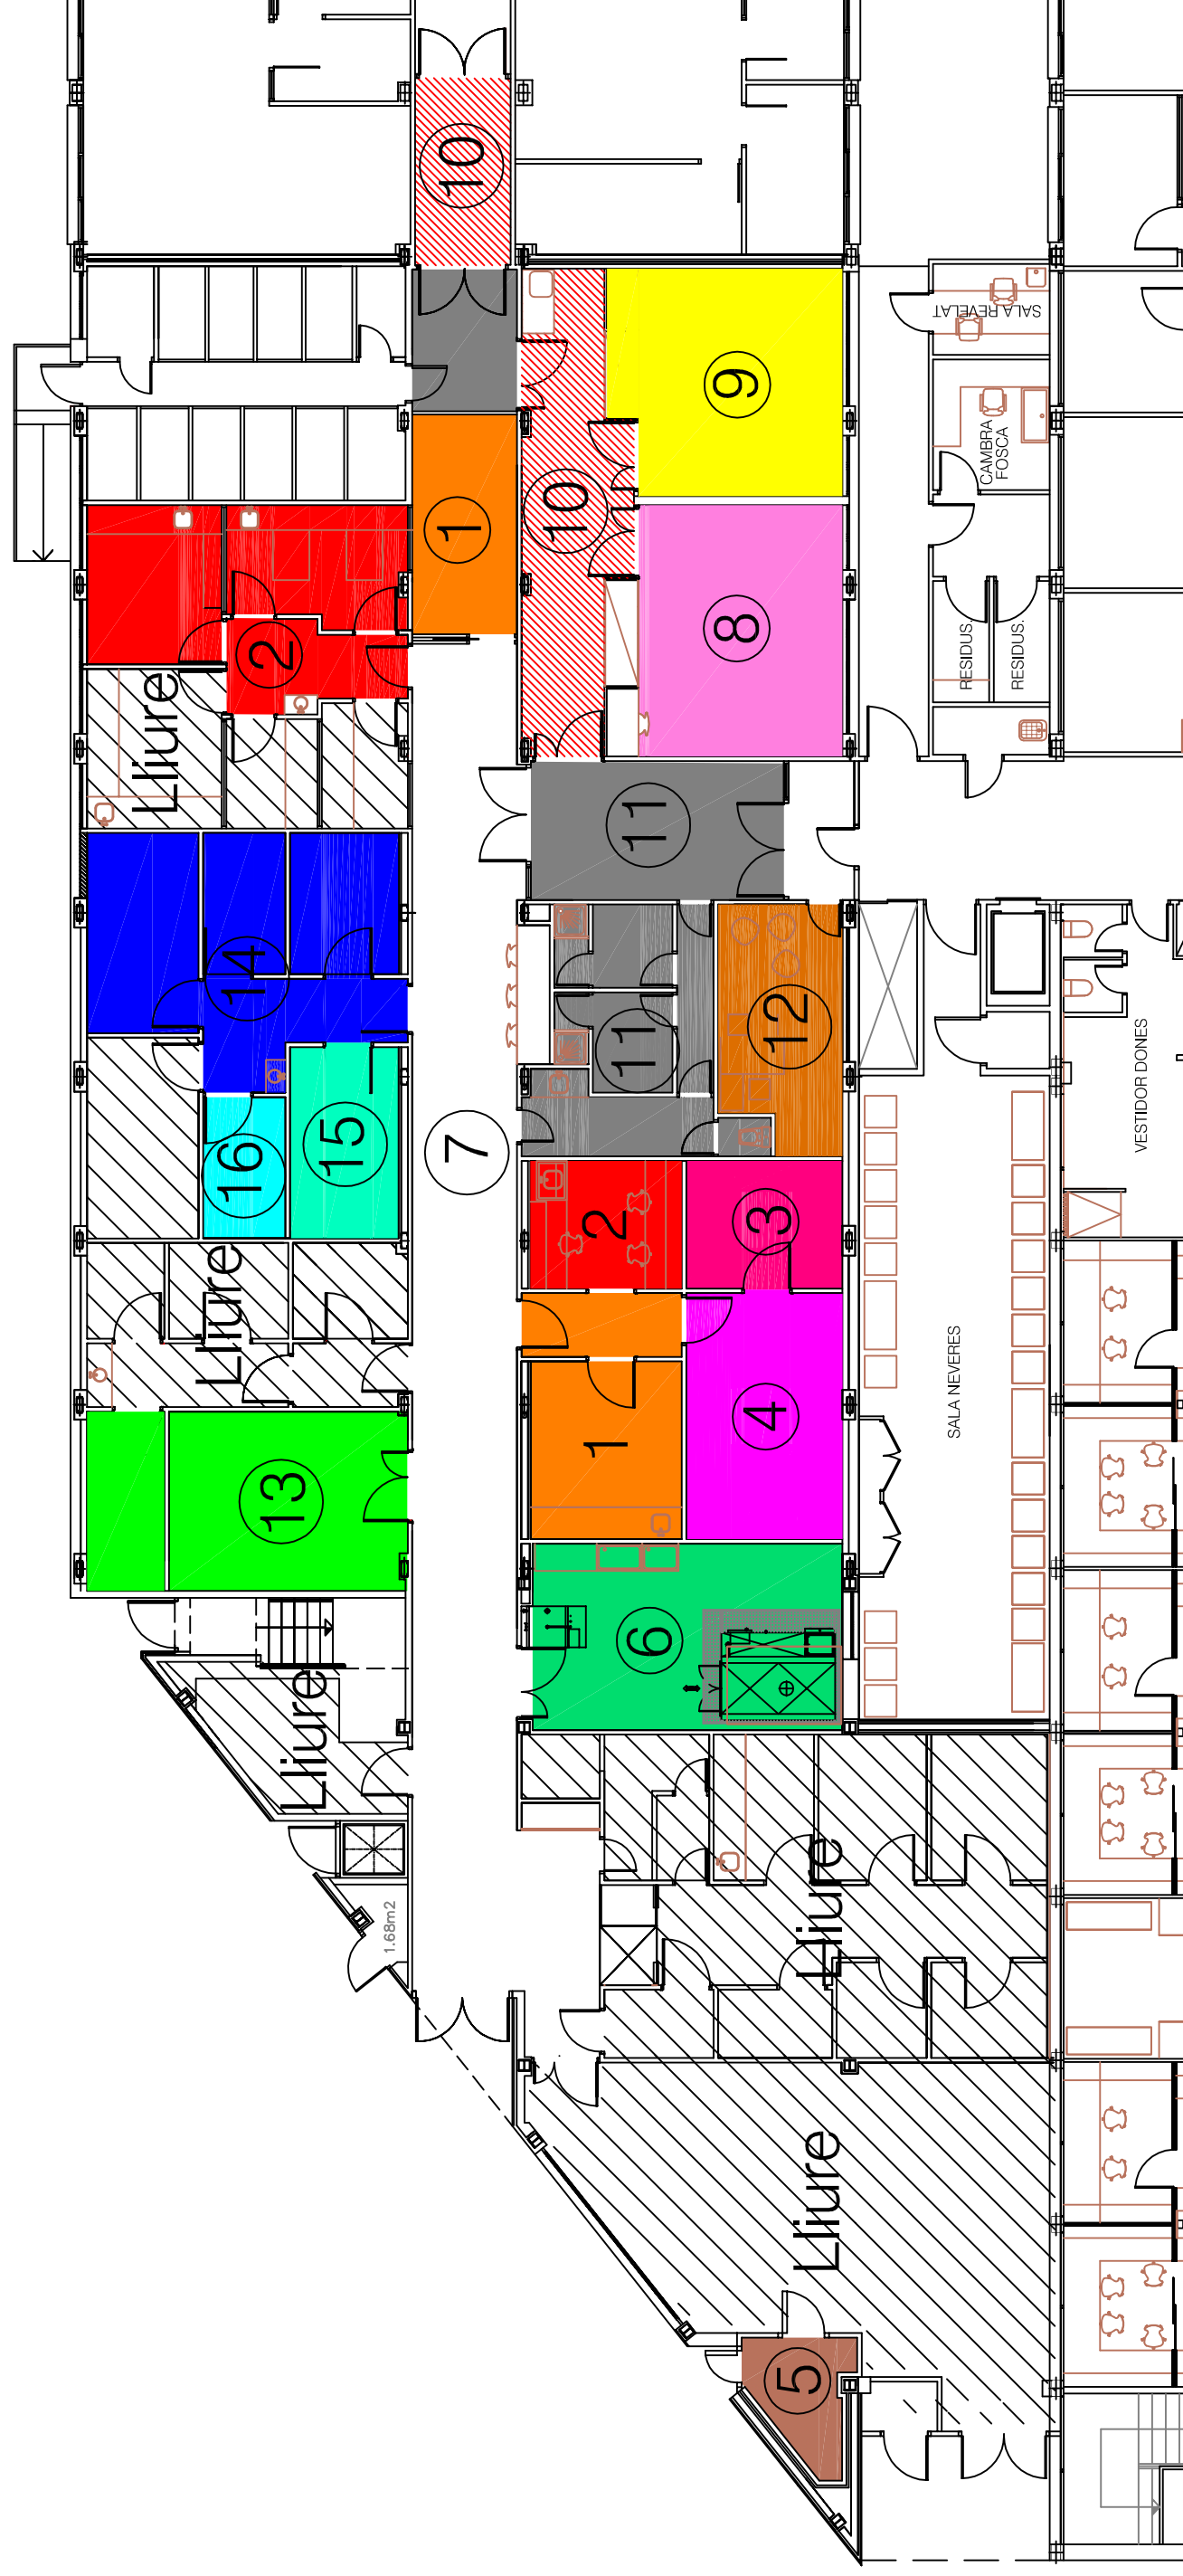 10
SALA REVELAT
9
CAMBRA
FOSCA
1
10
8
2
RESIDUS.
RESIDUS.
Lliure
11
14
11
12
VESTIDOR DONES
7
15
16
2
3
Lliure
SALA NEVERES
1
4
13
6
Lliure
1.68m2
Lliure
Lliure
5